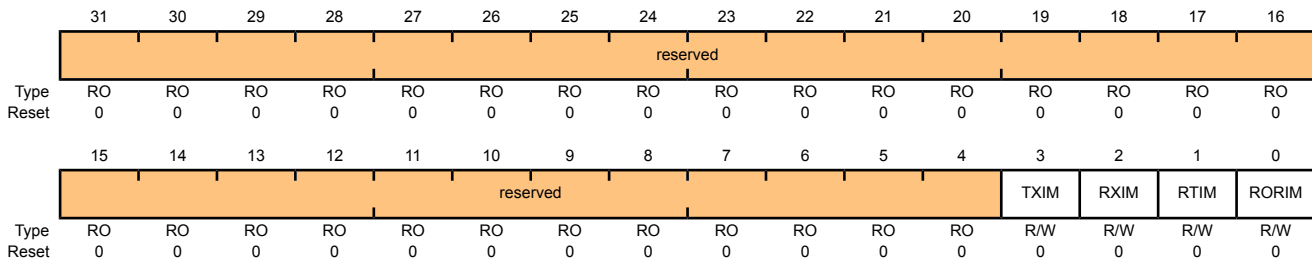 31 30 29 28 27 26 25 24 23 22 21 20 19 18 17 16
reserved
Type RO RO RO RO RO RO RO RO RO RO RO RO RO RO RO RO
Reset 0 0 0 0 0 0 0 0 0 0 0 0 0 0 0 0
15 14 13 12 11 10 9 8 7 6 5 4 3 2 1 0
reserved TXIM RXIM RTIM RORIM
Type RO RO RO RO RO RO RO RO RO RO RO RO R/W R/W R/W R/W
Reset 0 0 0 0 0 0 0 0 0 0 0 0 0 0 0 0